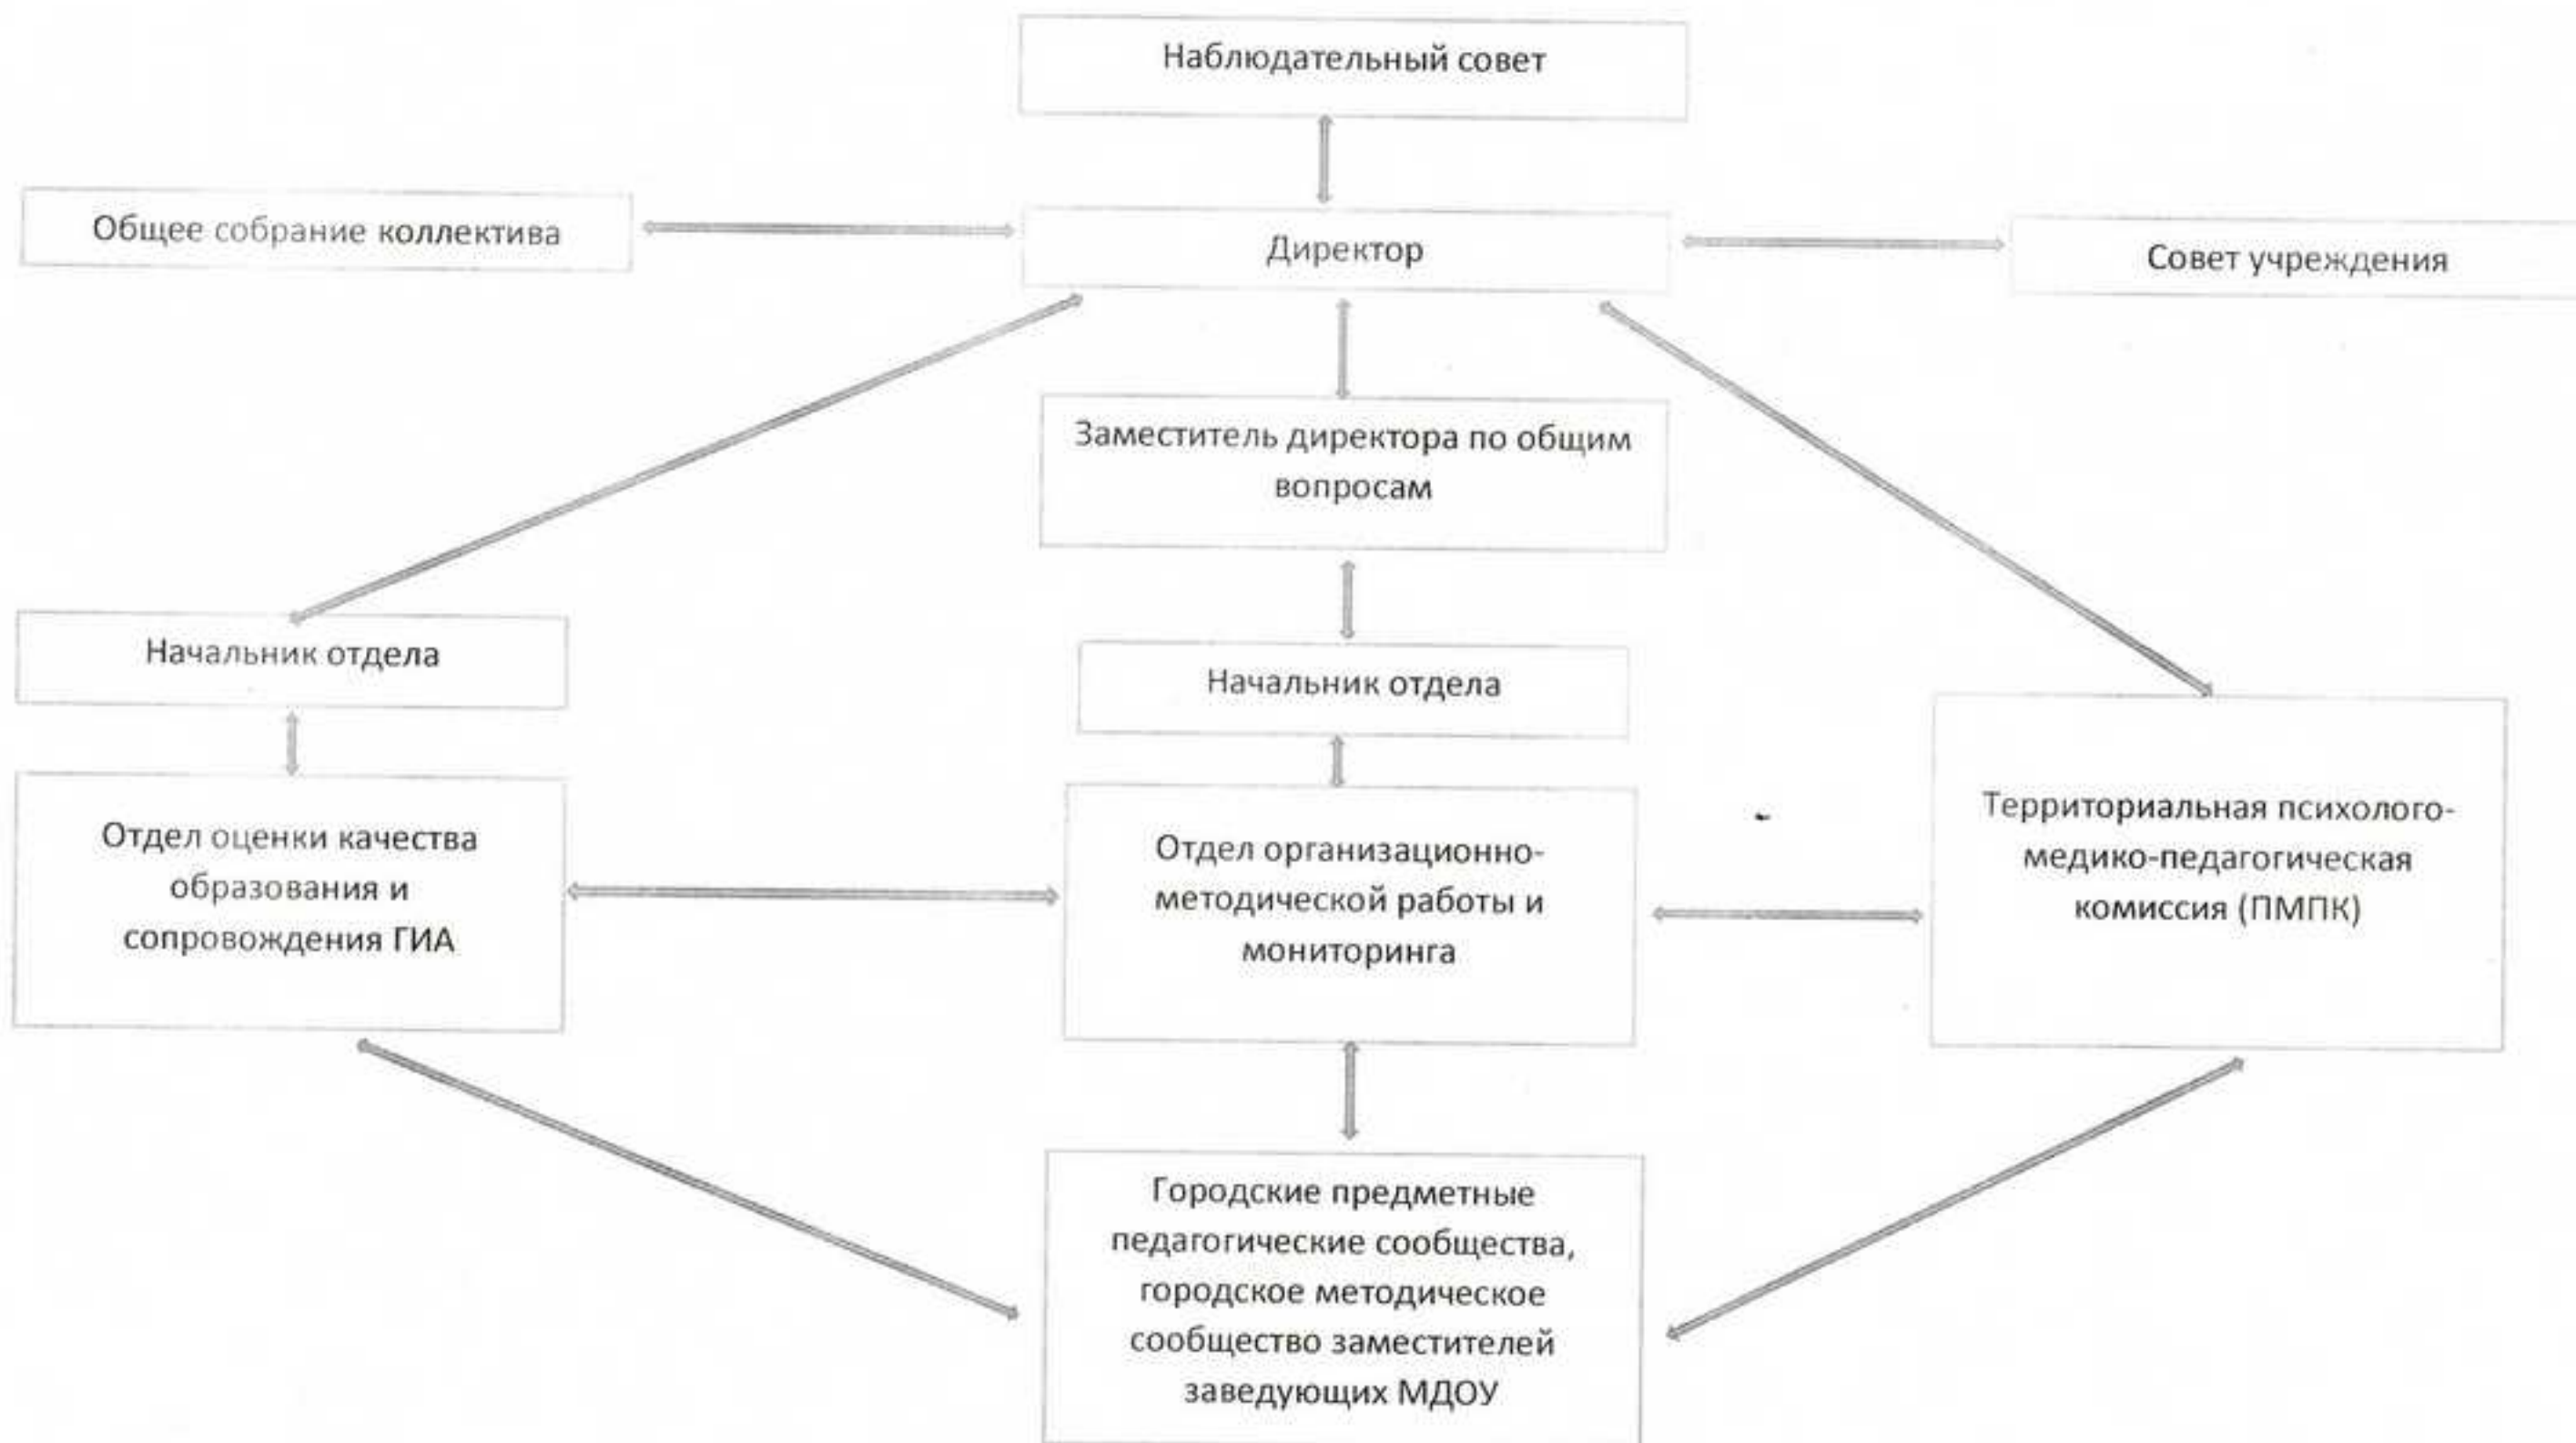 Наблюдательный совет
Общее собрание коллектива
Директор
Совет учреждения
Заместитель директора по общим
вопросам
Начальник отдела
Начальник отдела
Отдел оценки качества
образования и
сопровождения ГИА
Отдел организационно-
методической работы и
мониторинга
Территориальная психолого-
медико-педагогическая
комиссия (ПМПК)
Городские предметные
педагогические сообщества,
городское методическое
сообщество заместителей
заведующих МДОУ